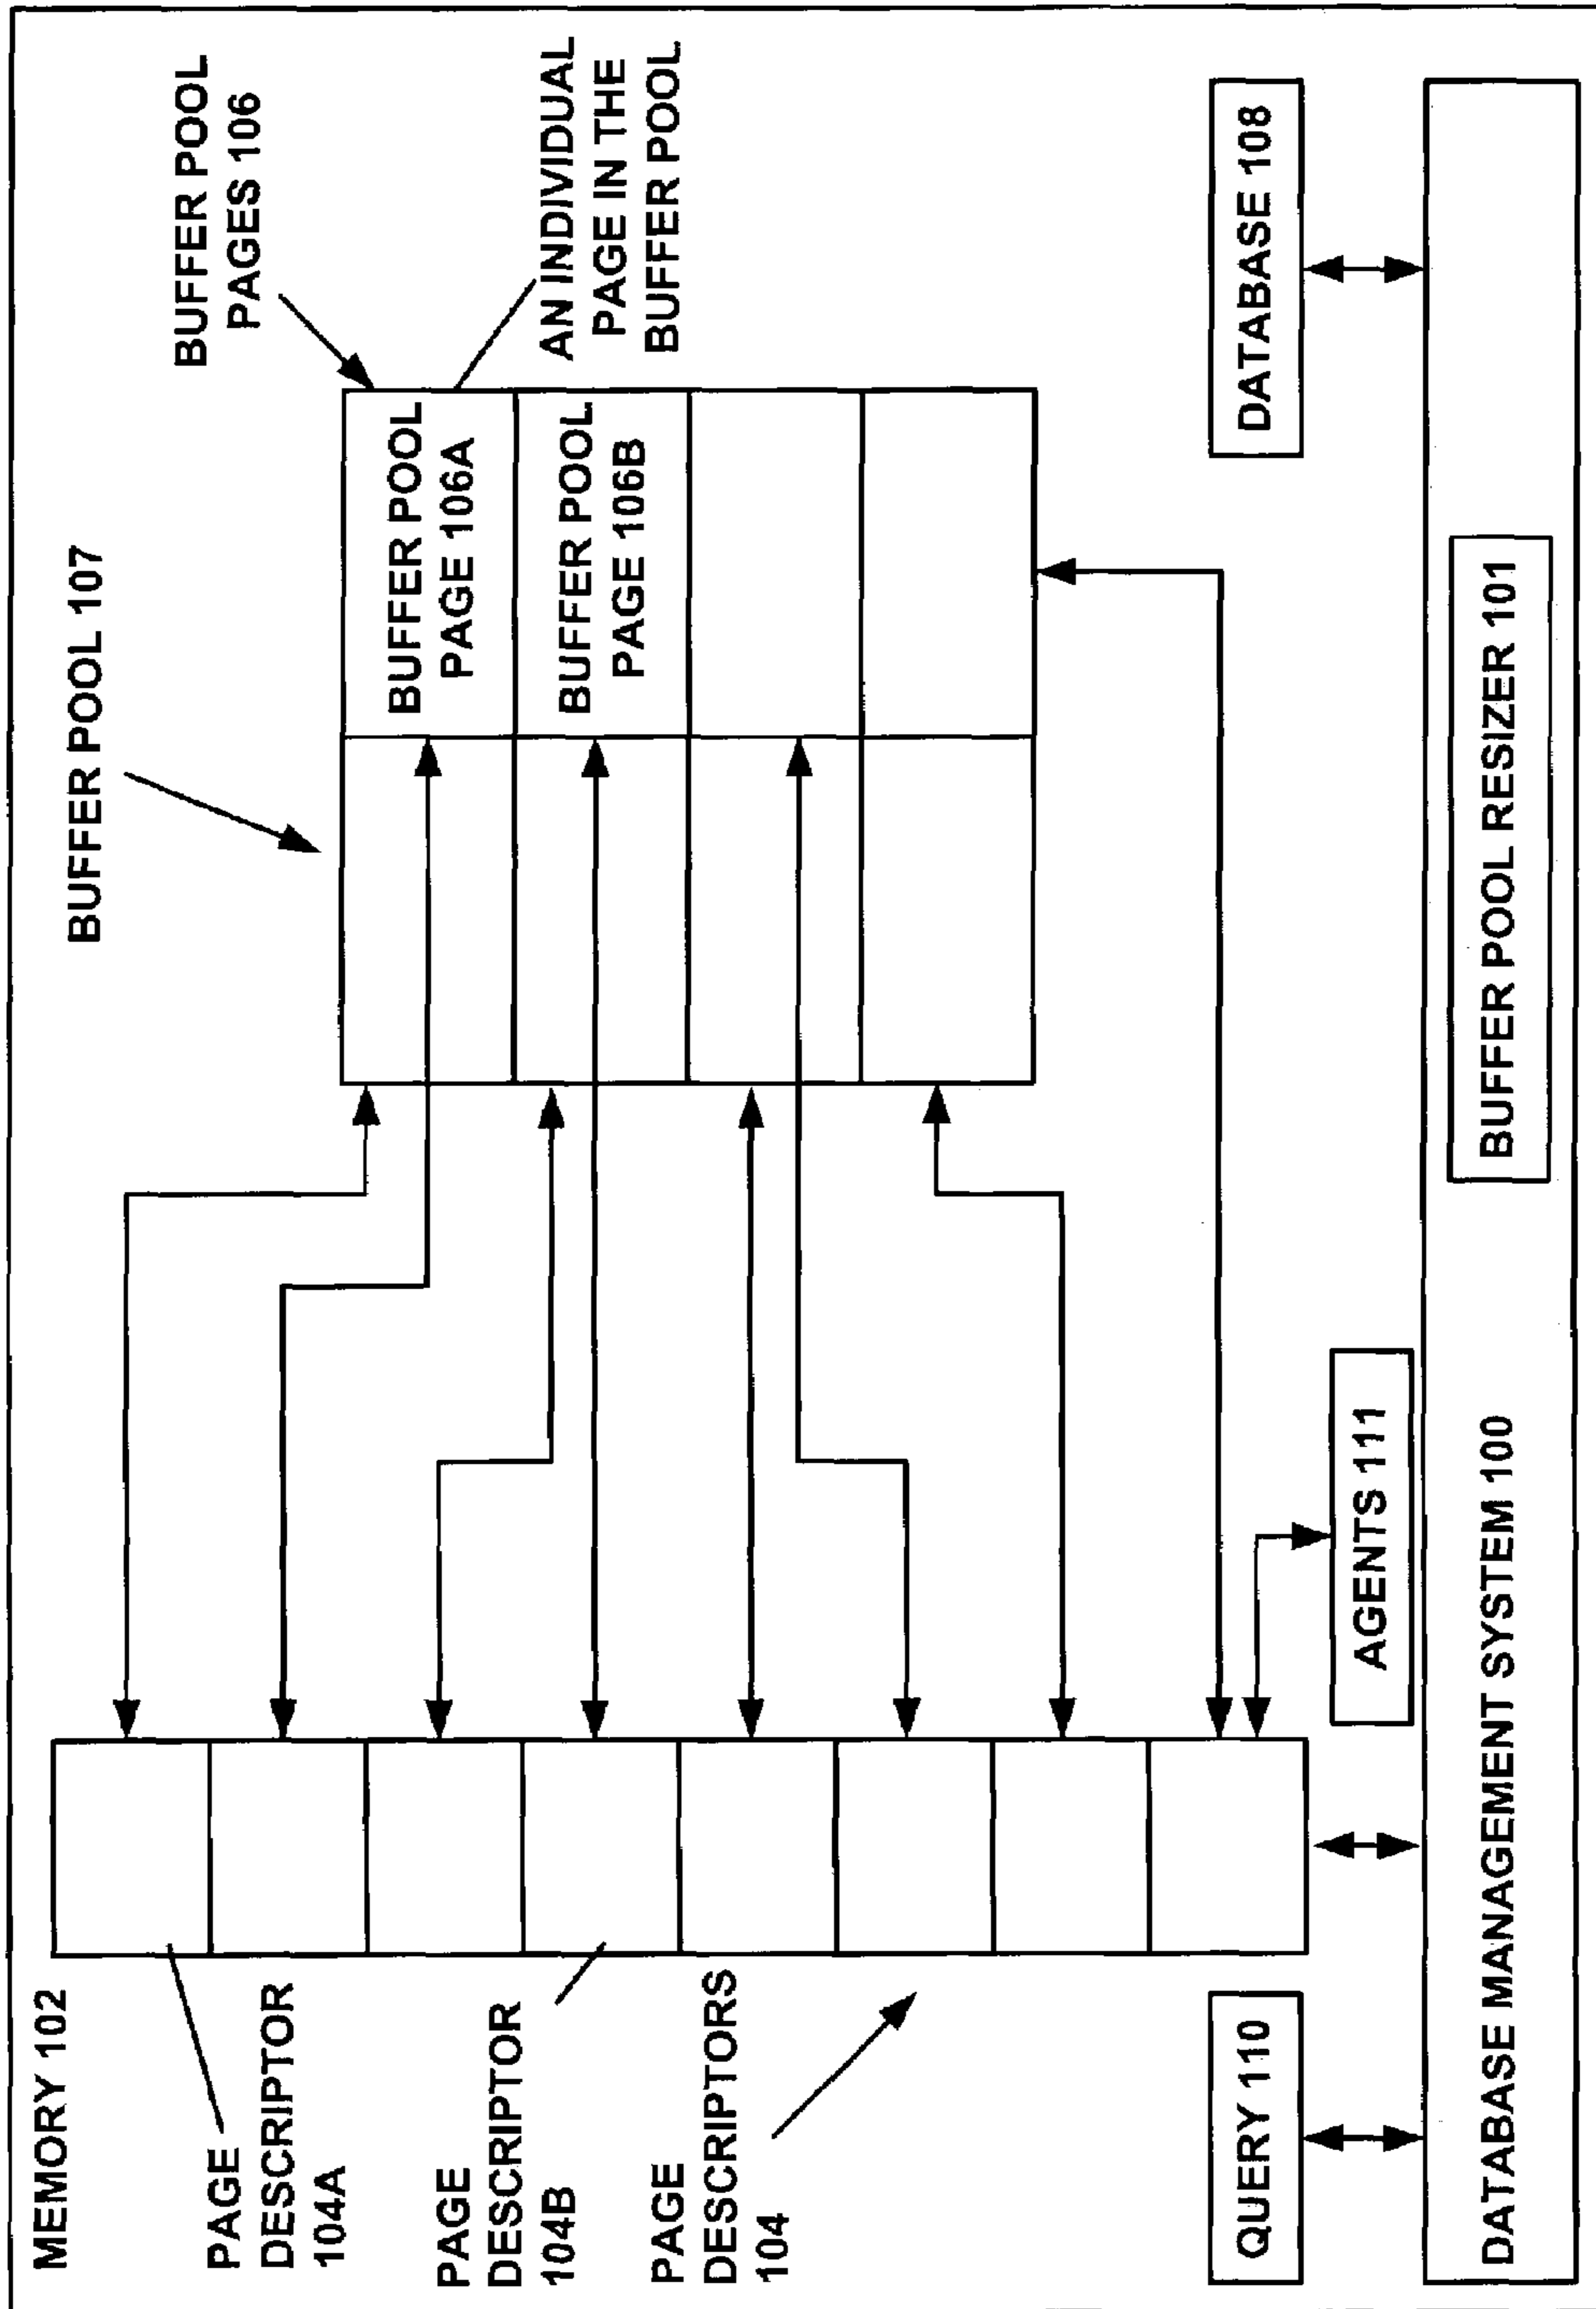 MEMORY 102
PAGE
DESCRIPTOR
104A
PAGE
DESCRIPTOR
104B
PAGE
DESCRIPTORS
104
BUFFER POOL 107
BUFFER POOL
PAGES 106
BUFFER POOL
PAGE 106A
AN INDIVIDUAL
PAGE IN THE
BUFFER POOL
BUFFER POOL
PAGE 106B
QUERY 110
AGENTS 111
DATABASE 108
DATABASE MANAGEMENT SYSTEM 100
BUFFER POOL RESIZER 101